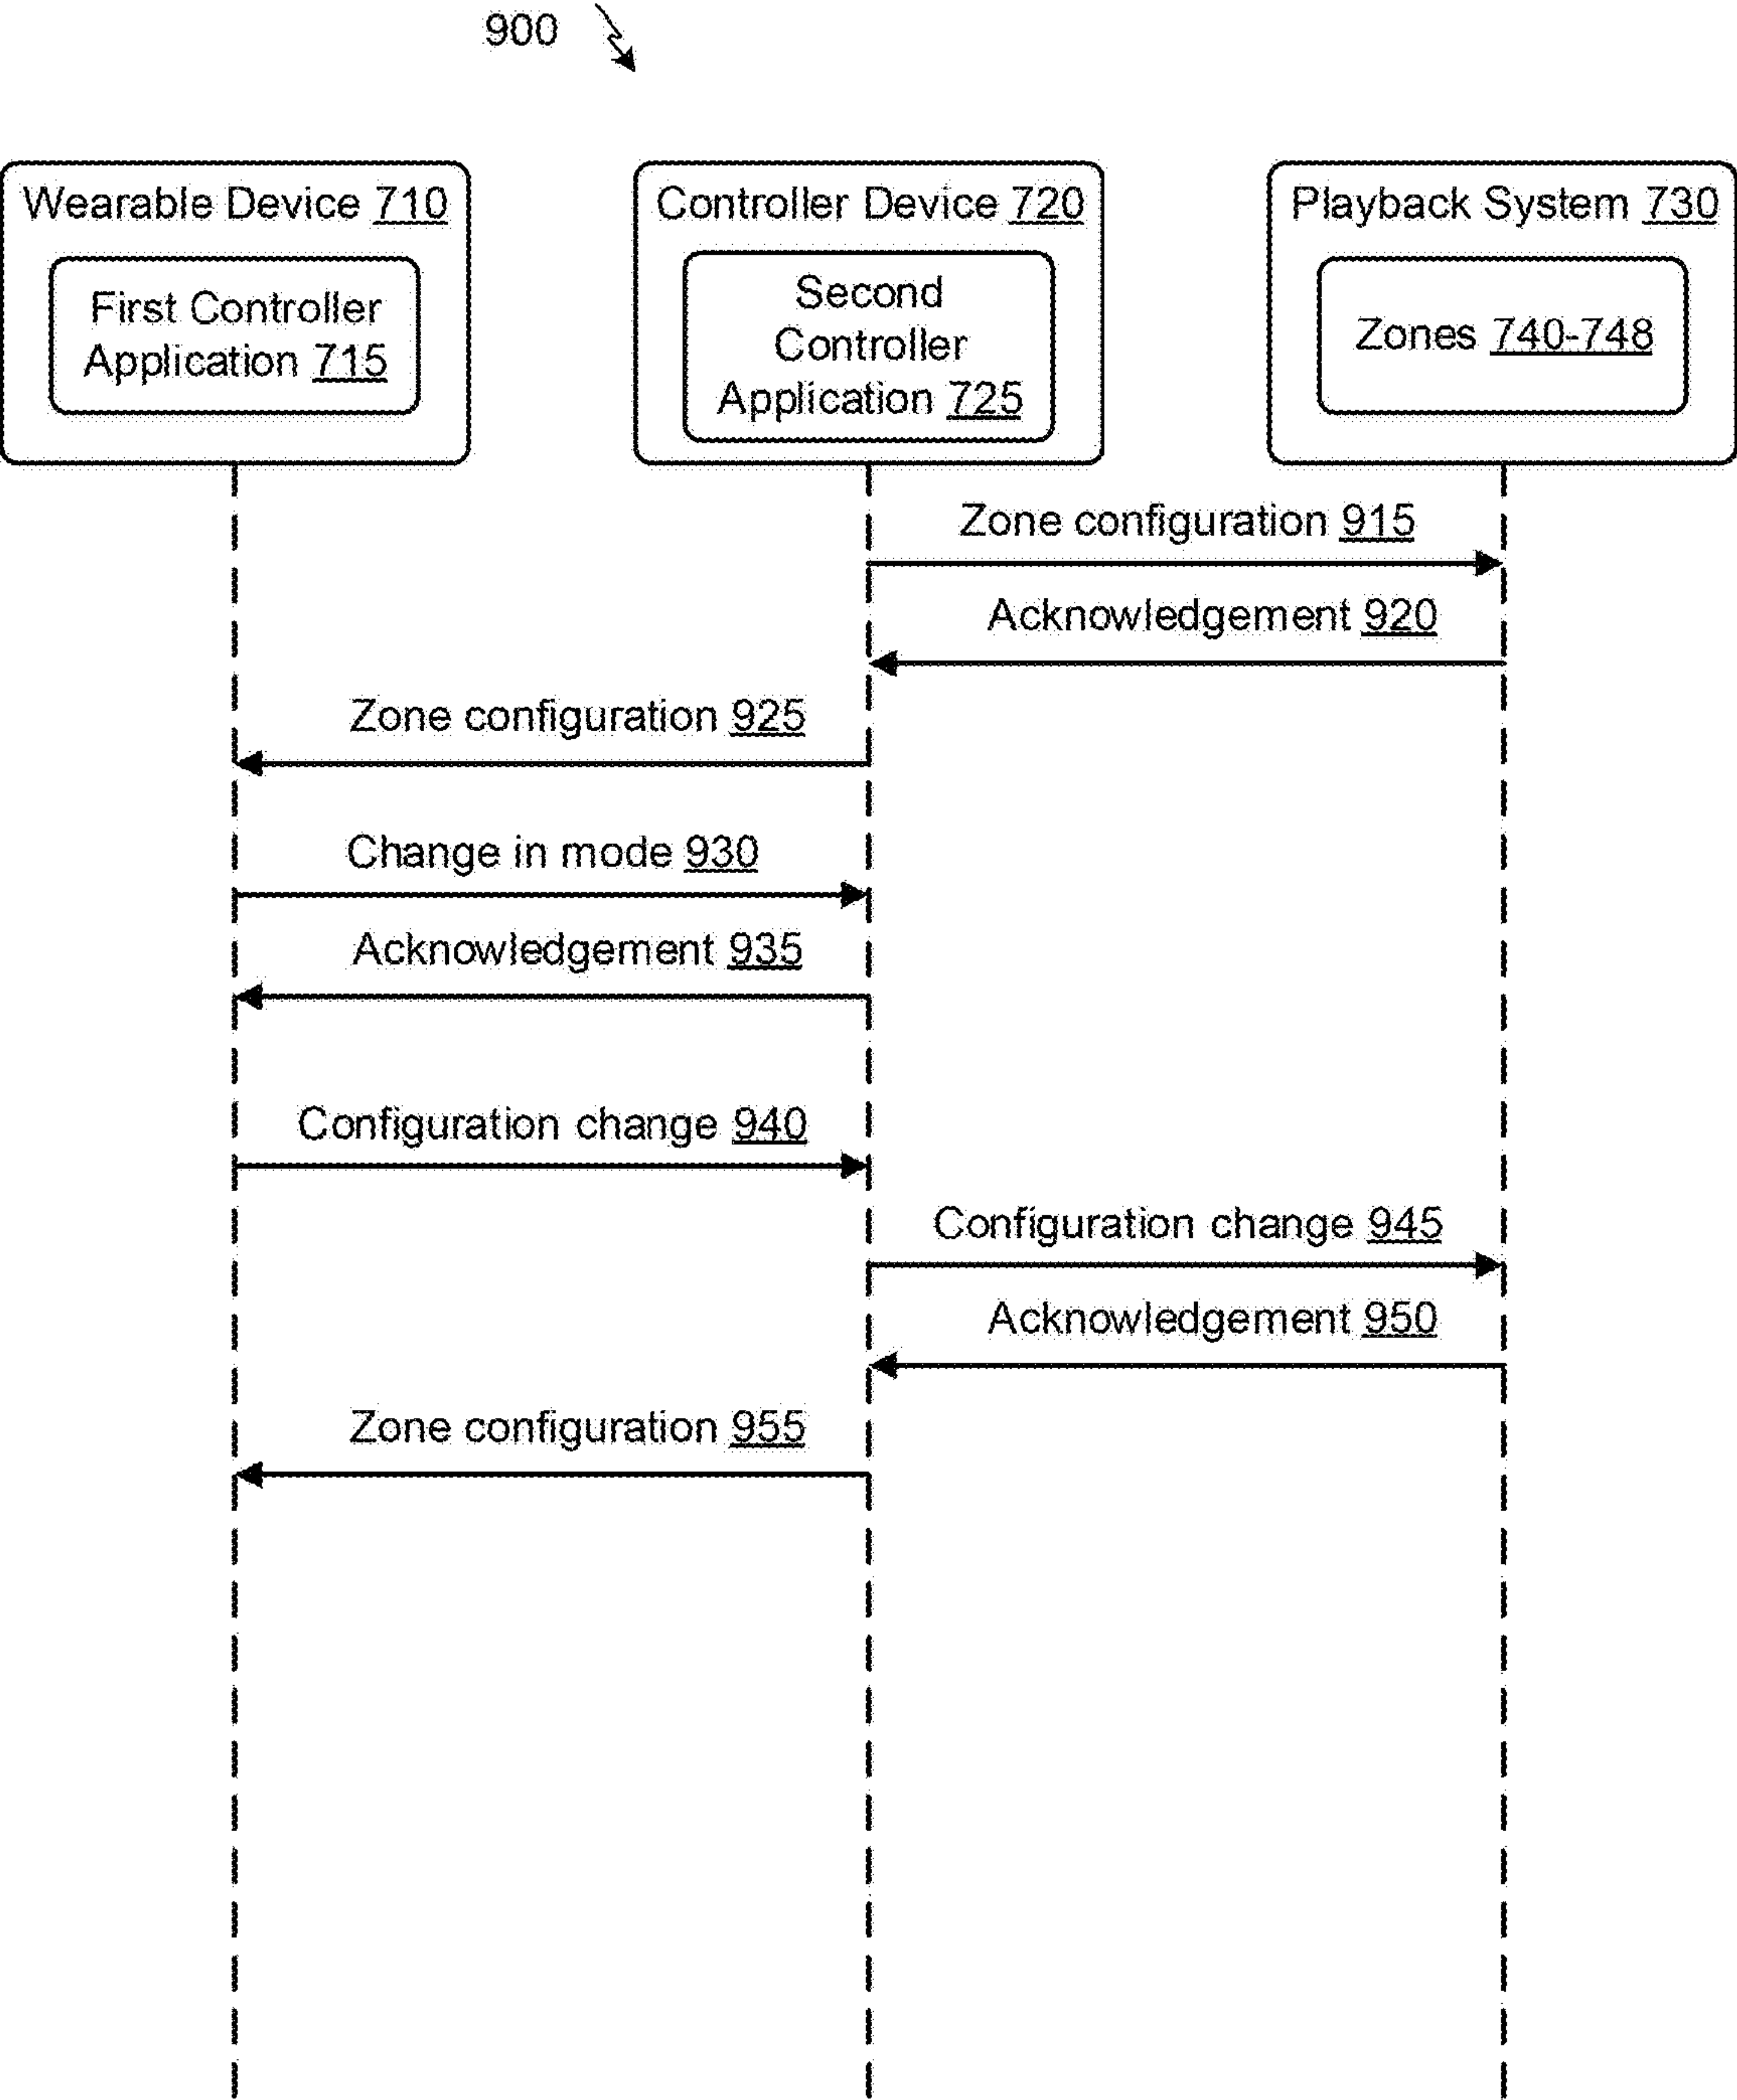 900
Wearable Device 710
First Controller
Application 715
Controller Device 720
Second
Controller
Application 725
Playback System 730
Zones 740-748
Zone configuration 915
Acknowledgement 920
Zone configuration 925
Change in mode 930
Acknowledgement 935
Configuration change 940
Configuration change 945
Acknowledgement 950
Zone configuration 955